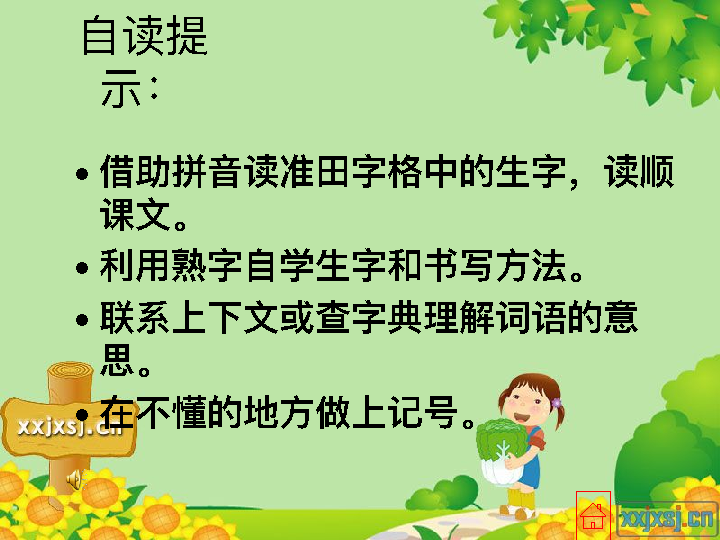 自读提
示：
•借助拼音读准田字格中的生字，读顺
课文。
•利用熟字自学生字和书写方法。
•联系上下文或查字典理解词语的意
思。
•在不懂的地方做上记号。
xxjxsj.cn
xxjxsj.cn